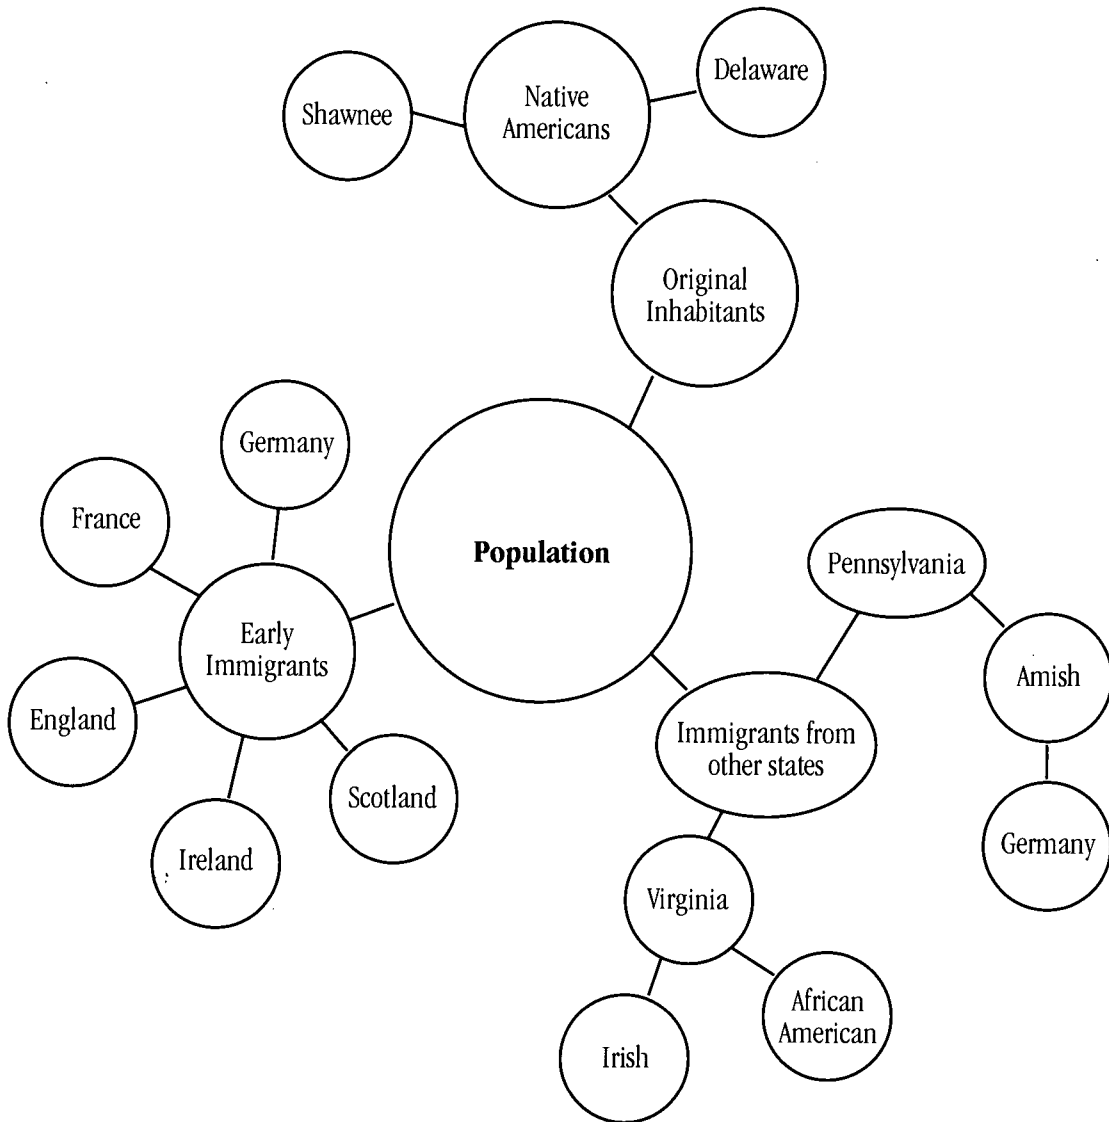 Delaware
Native
Americans
Shawnee
Original
Inhabitants
Germany
France
Population
Pennsylvania
Early
Immigrants
Amish
England
Immigrants from
other states
Scotland
Germany
Ireland
Virginia
African
American
Irish